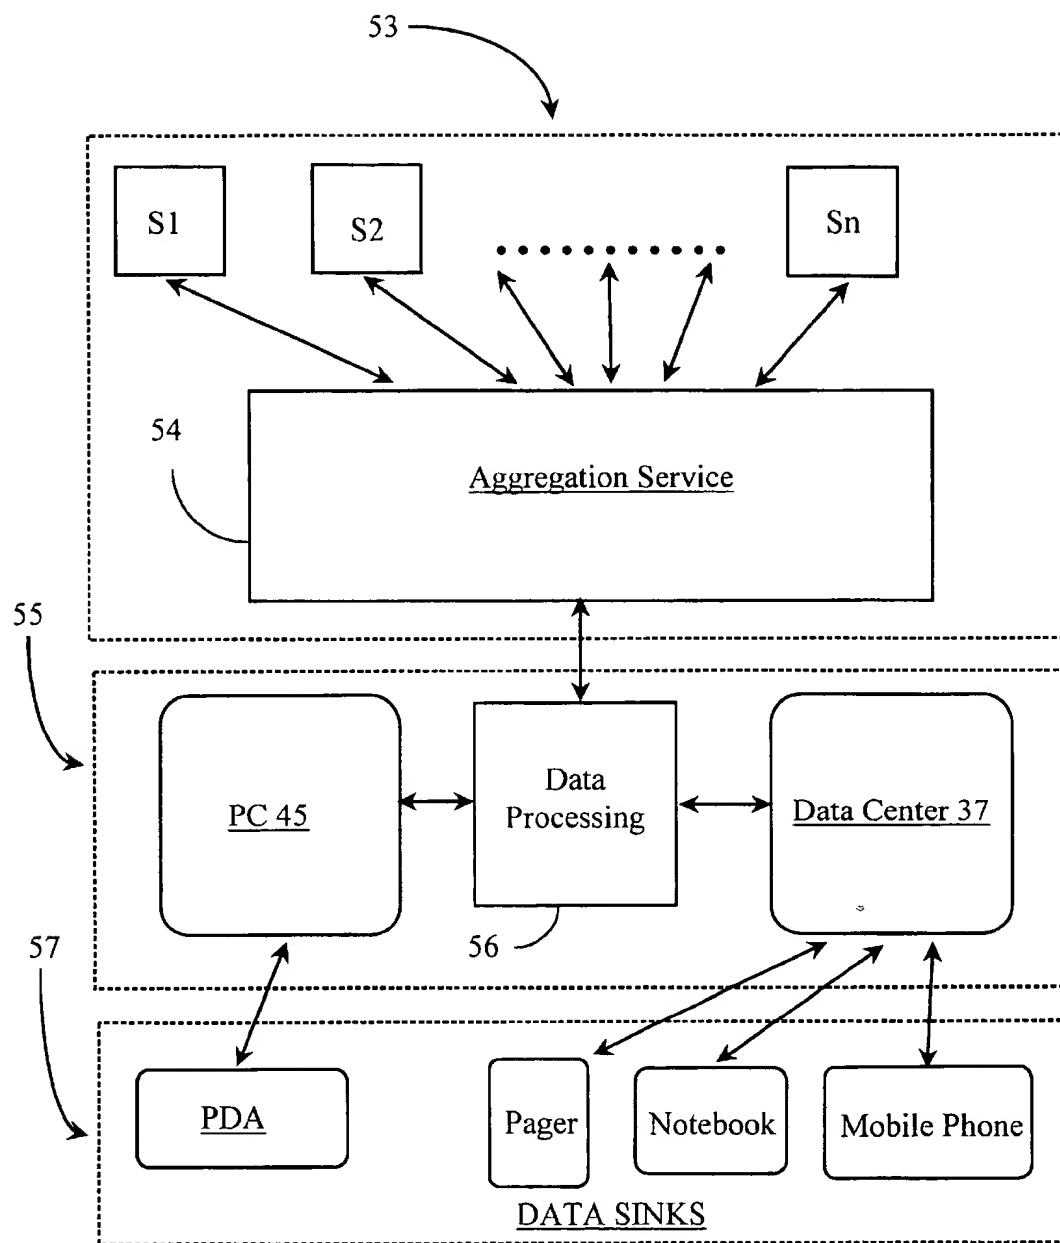 53
S1
S2
Sn
54
Aggregation Service
55
PC 45
Data
Processing
Data Center 37
56
57
PDA
Pager
Notebook
Mobile Phone
DATA SINKS